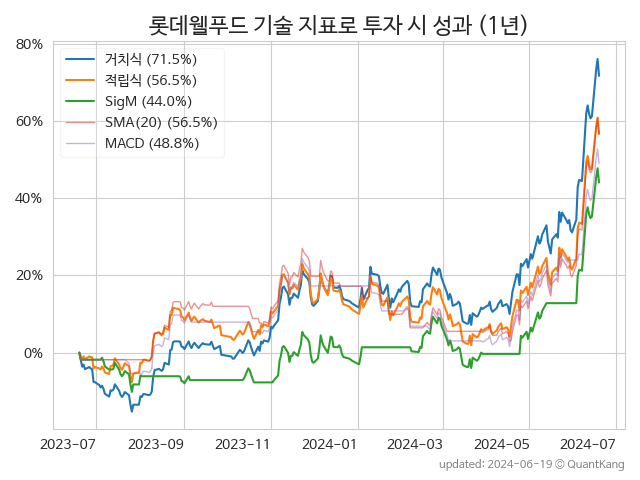 롯데웰푸드 기술 지표로 투자 시 성과 (1년)
80%
60%
40%
20%
0%
거치식 (71.5%)
적립식 (56.5%)
SigM (44.0%)
SMA(20) (56.5%)
MACD (48.8%)
2023-07 2023-09 2023-11 2024-01 2024-03 2024-05 2024-07
updated: 2024-06-19 © QuantKang